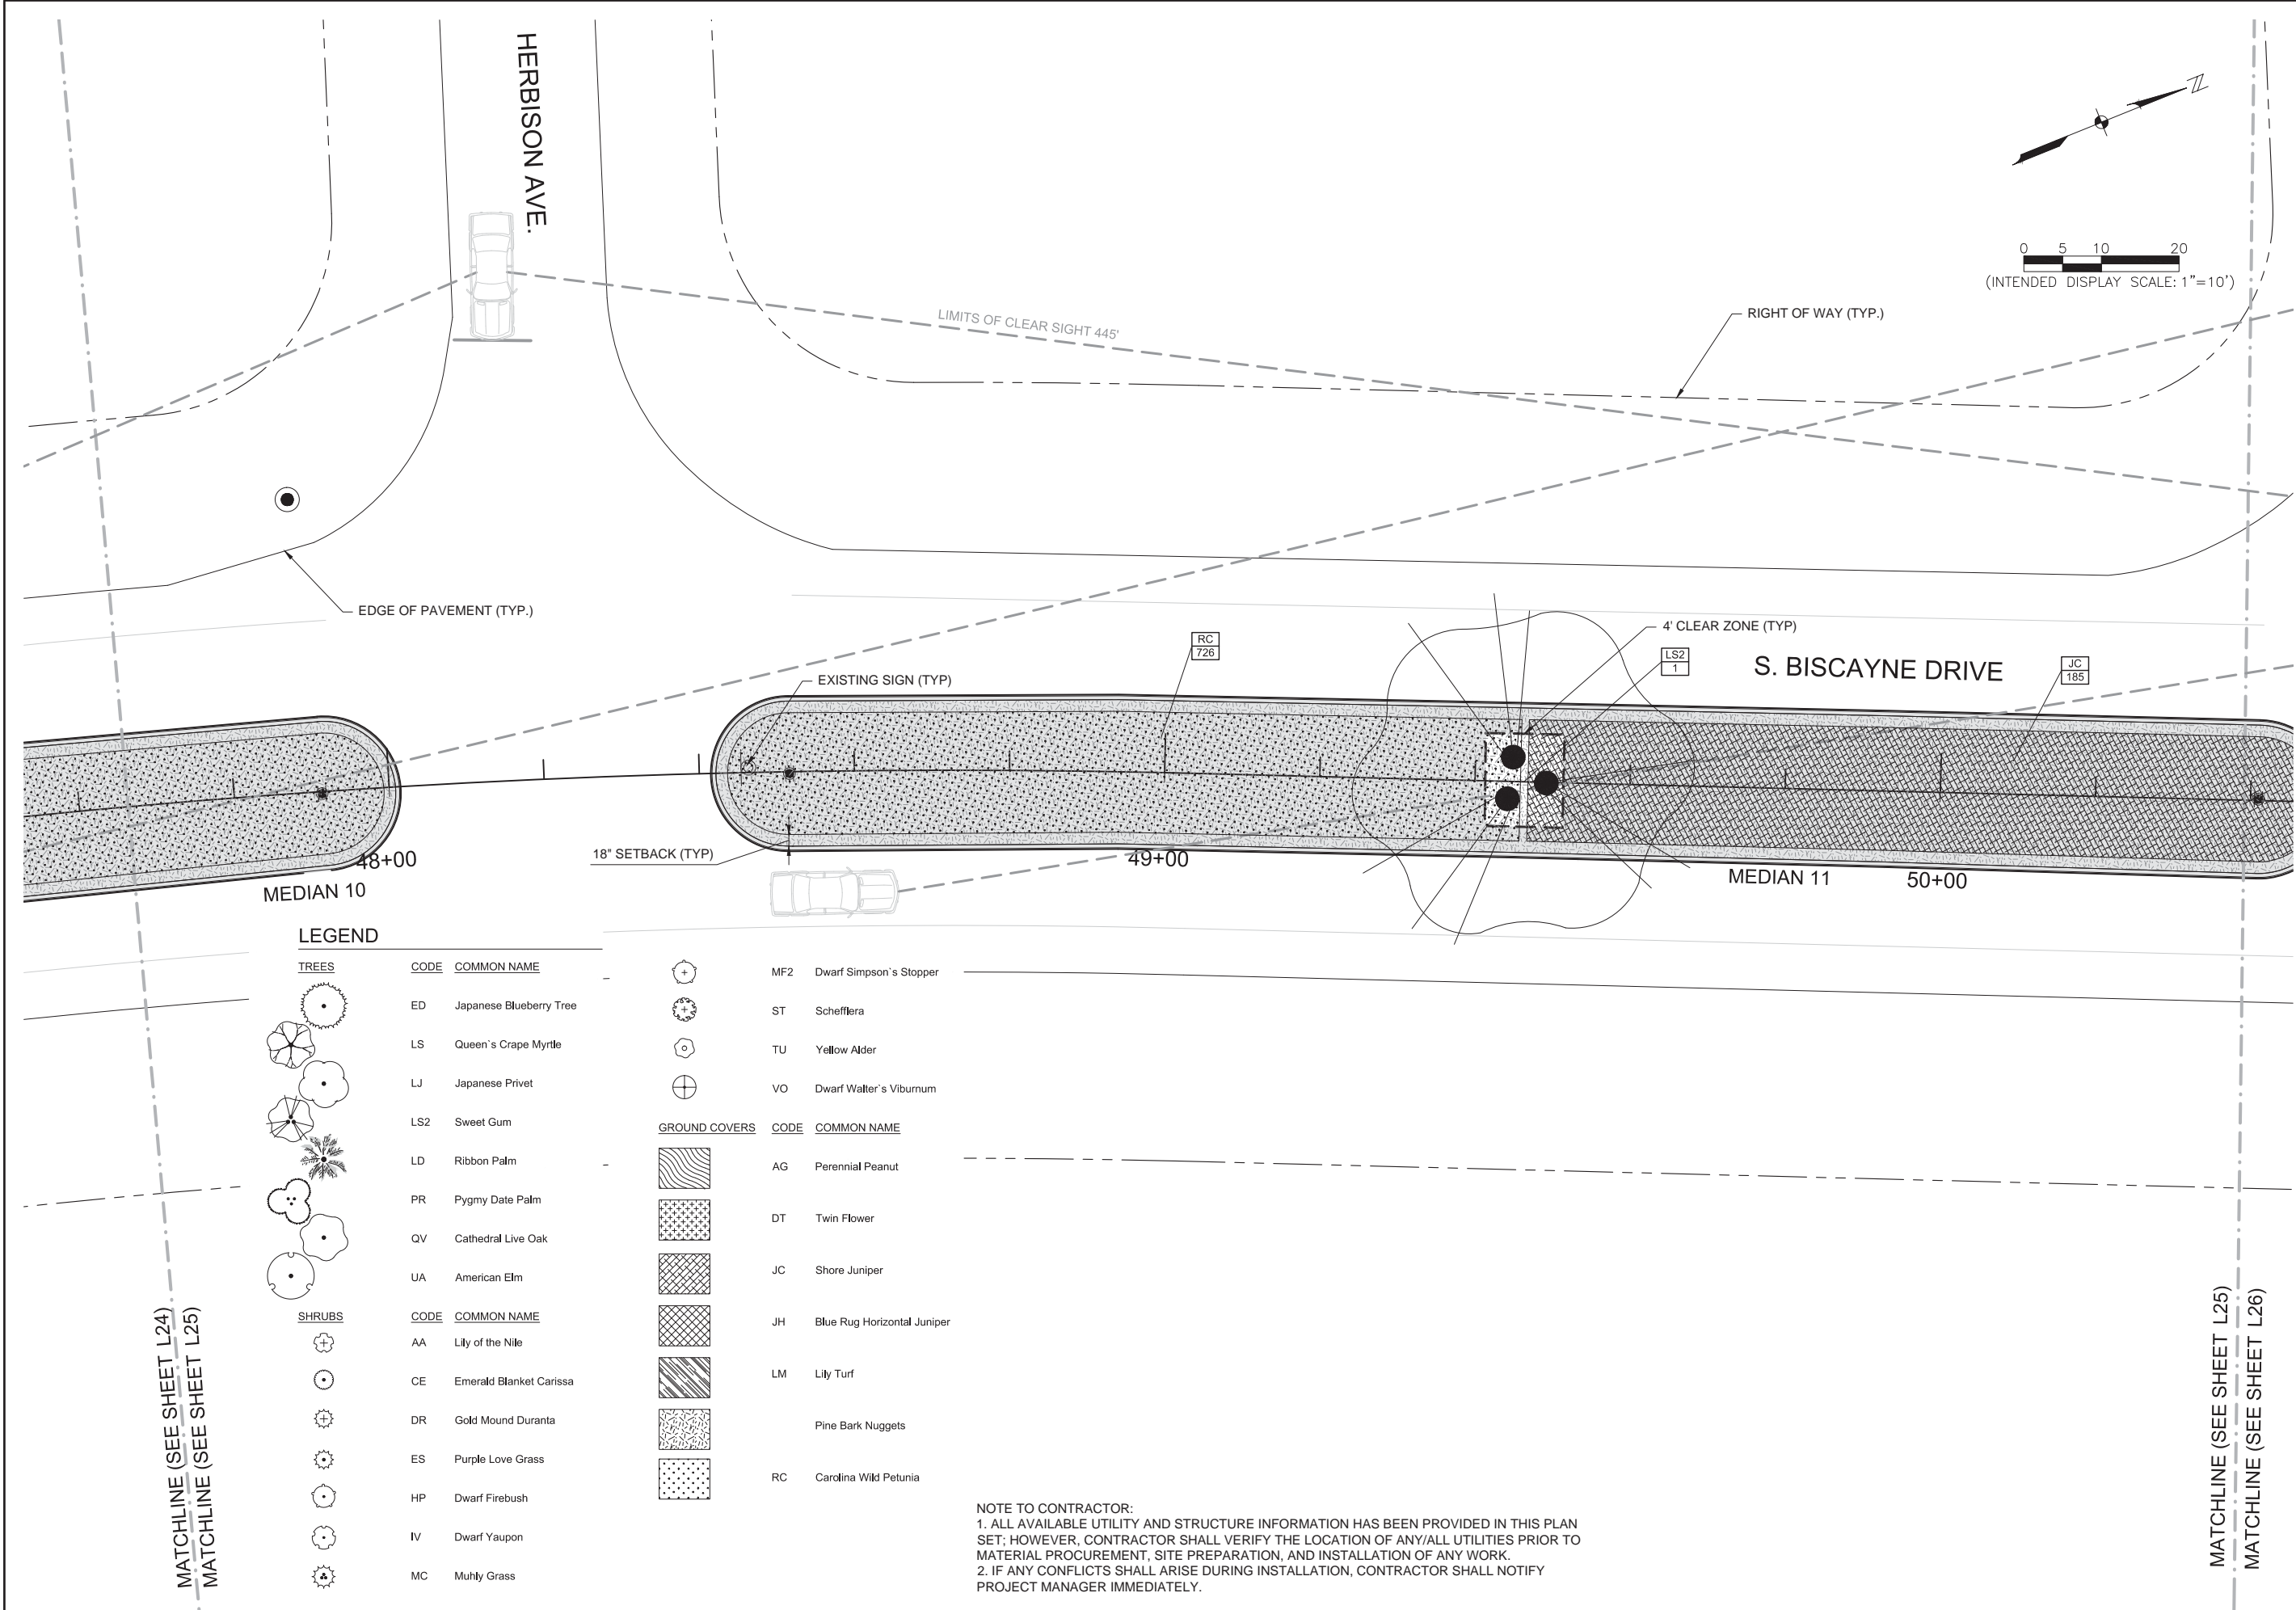 HERBISON AVE.
N
0 5 10 20
(INTENDED DISPLAY SCALE: 1"=10')
RIGHT OF WAY (TYP.)
LIMITS OF CLEAR SIGHT 445'
EDGE OF PAVEMENT (TYP.)
RC
726
4' CLEAR ZONE (TYP)
LS2
1
S. BISCAYNE DRIVE
JC
185
EXISTING SIGN (TYP)
18" SETBACK (TYP)
48+00
49+00
50+00
MEDIAN 10
MEDIAN 11
LEGEND
TREES CODE COMMON NAME
ED Japanese Blueberry Tree
LS Queen`s Crape Myrtle
LJ Japanese Privet
LS2 Sweet Gum
LD Ribbon Palm
PR Pygmy Date Palm
QV Cathedral Live Oak
UA American Elm
SHRUBS CODE COMMON NAME
AA Lily of the Nile
CE Emerald Blanket Carissa
DR Gold Mound Duranta
ES Purple Love Grass
HP Dwarf Firebush
IV Dwarf Yaupon
MC Muhly Grass
MF2 Dwarf Simpson`s Stopper
ST Schefflera
TU Yellow Alder
VO Dwarf Walter`s Viburnum
GROUND COVERS CODE COMMON NAME
AG Perennial Peanut
DT Twin Flower
JC Shore Juniper
JH Blue Rug Horizontal Juniper
LM Lily Turf
Pine Bark Nuggets
RC Carolina Wild Petunia
NOTE TO CONTRACTOR:
1. ALL AVAILABLE UTILITY AND STRUCTURE INFORMATION HAS BEEN PROVIDED IN THIS PLAN
SET; HOWEVER, CONTRACTOR SHALL VERIFY THE LOCATION OF ANY/ALL UTILITIES PRIOR TO
MATERIAL PROCUREMENT, SITE PREPARATION, AND INSTALLATION OF ANY WORK.
2. IF ANY CONFLICTS SHALL ARISE DURING INSTALLATION, CONTRACTOR SHALL NOTIFY
PROJECT MANAGER IMMEDIATELY.
MATCHLINE (SEE SHEET L24)
MATCHLINE (SEE SHEET L25)
MATCHLINE (SEE SHEET L25)
MATCHLINE (SEE SHEET L26)